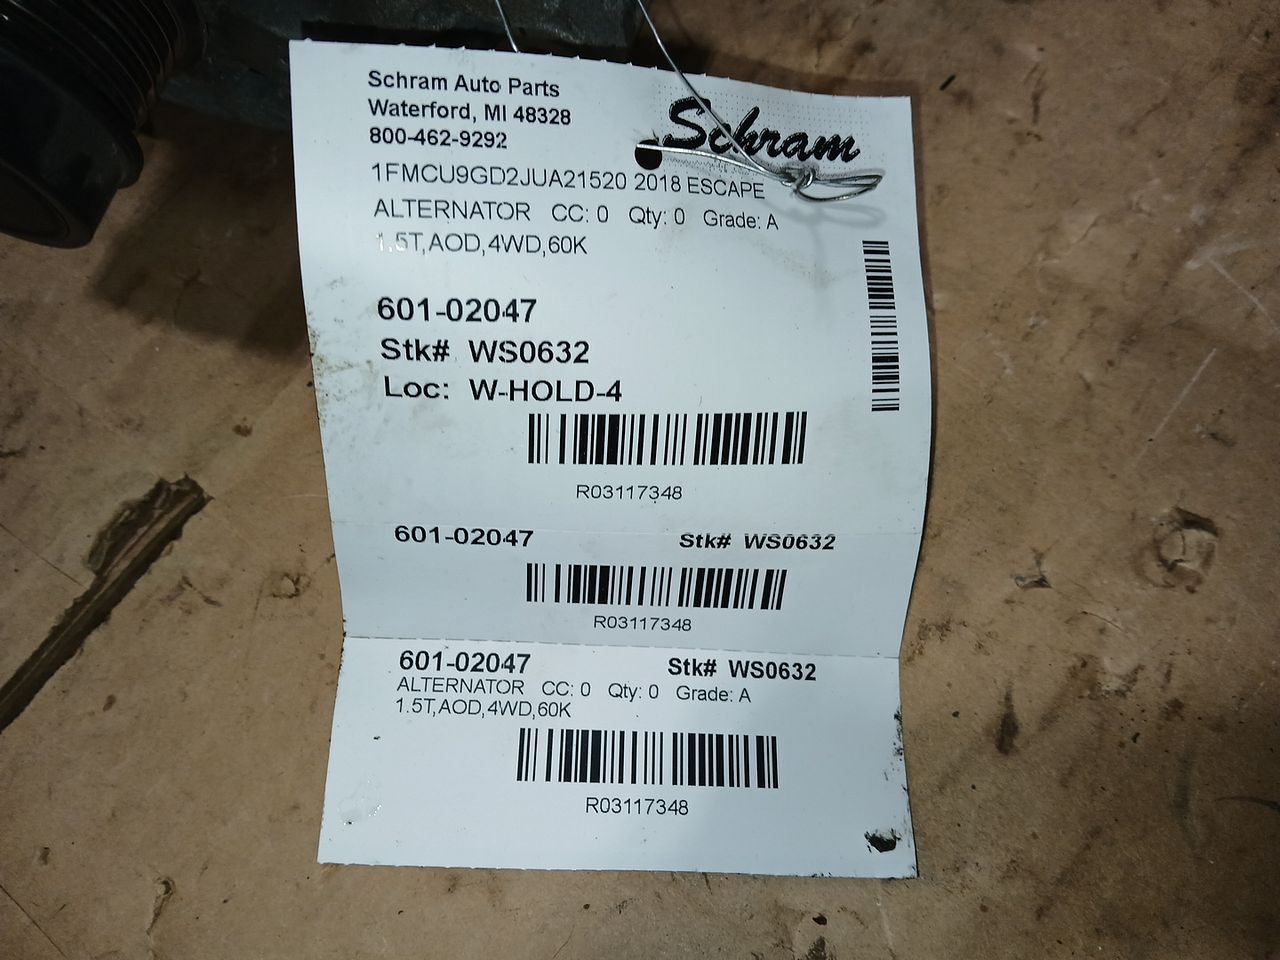 Schram Auto Parts
Waterford, MI 48328
800-462-9292
Schram
1FMCU9GD2JUA21520 2018 ESCAPE
ALTERNATOR CC: 0 Qty: 0 Grade: A
1.5T,AOD,4WD,60K
601-02047
Stk# WS0632
Loc: W-HOLD-4
R03117348
601-02047 Stk# WS0632
R03117348
601-02047 Stk# WS0632
ALTERNATOR CC: 0 Qty: 0 Grade: A
1.5T,AOD,4WD,60K
R03117348